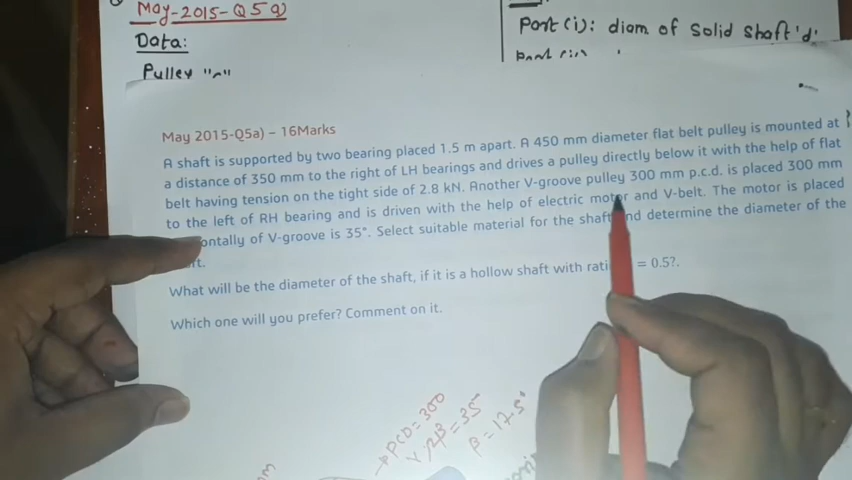 May-2015-Q5a)
Data:
Pulley "A"
Part(i): diam of Solid Shaft 'd'
May 2015-Q5a) – 16Marks
A shaft is supported by two bearing placed 1.5 m apart. A 450 mm diameter flat belt pulley is mounted at
a distance of 350 mm to the right of LH bearings and drives a pulley directly below it with the help of flat
belt having tension on the tight side of 2.8 kN. Another V-groove pulley 300 mm p.c.d. is placed 300 mm
to the left of RH bearing and is driven with the help of electric motor and V-belt. The motor is placed
ontally of V-groove is 35°. Select suitable material for the shaft and determine the diameter of the
ft.
What will be the diameter of the shaft, if it is a hollow shaft with rati = 0.5?.
Which one will you prefer? Comment on it.
PCD=300
2β=35
β=17.5°